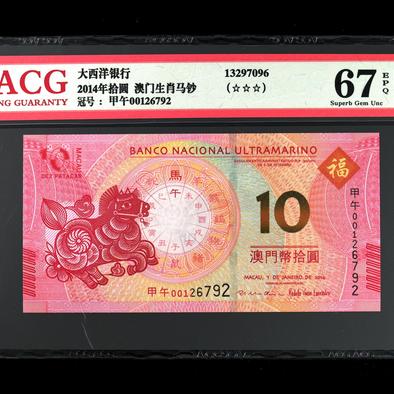 ACG
NG GUARANTY
大西洋银行
2014年拾圆 澳门生肖马钞
冠号：甲午00126792
13297096
(☆☆☆)
67 EPQ
Superb Gem Unc
BANCO NACIONAL ULTRAMARINO
MACAU
10
DEZ PATACAS
馬
午
福
10
澳門幣拾圓
MACAU, 1 DE JANEIRO DE 2014
甲午00126792
甲午00126792